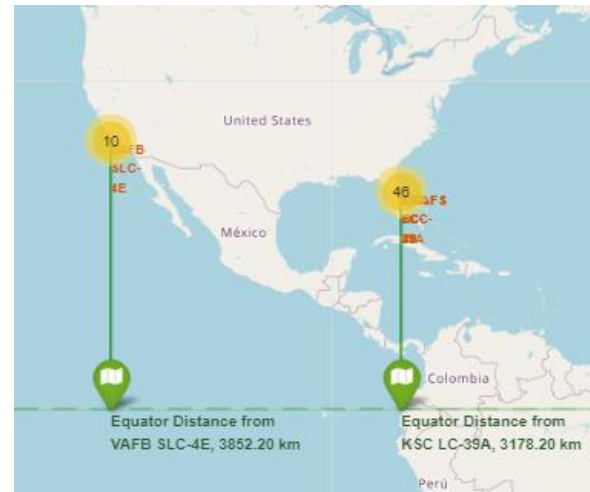 10
VAFB
SLC-
4E
United States
46
México
Colombia
Equator Distance from
VAFB SLC-4E, 3852.20 km
Equator Distance from
KSC LC-39A, 3178.20 km
Perú